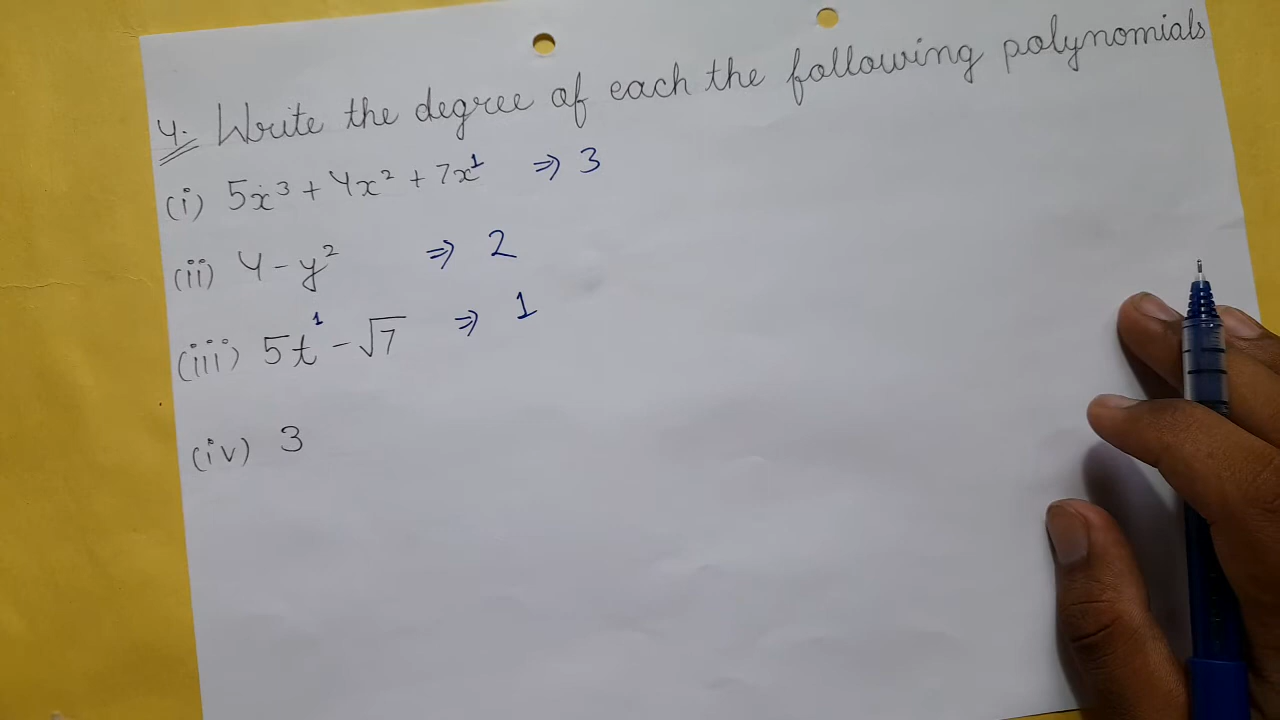 4. Write the degree of each the following polynomials
(i) 5x³ + 4x² + 7x¹ ⇒ 3
(ii) 4 - y² ⇒ 2
(iii) 5t¹ - √7 ⇒ 1
(iv) 3